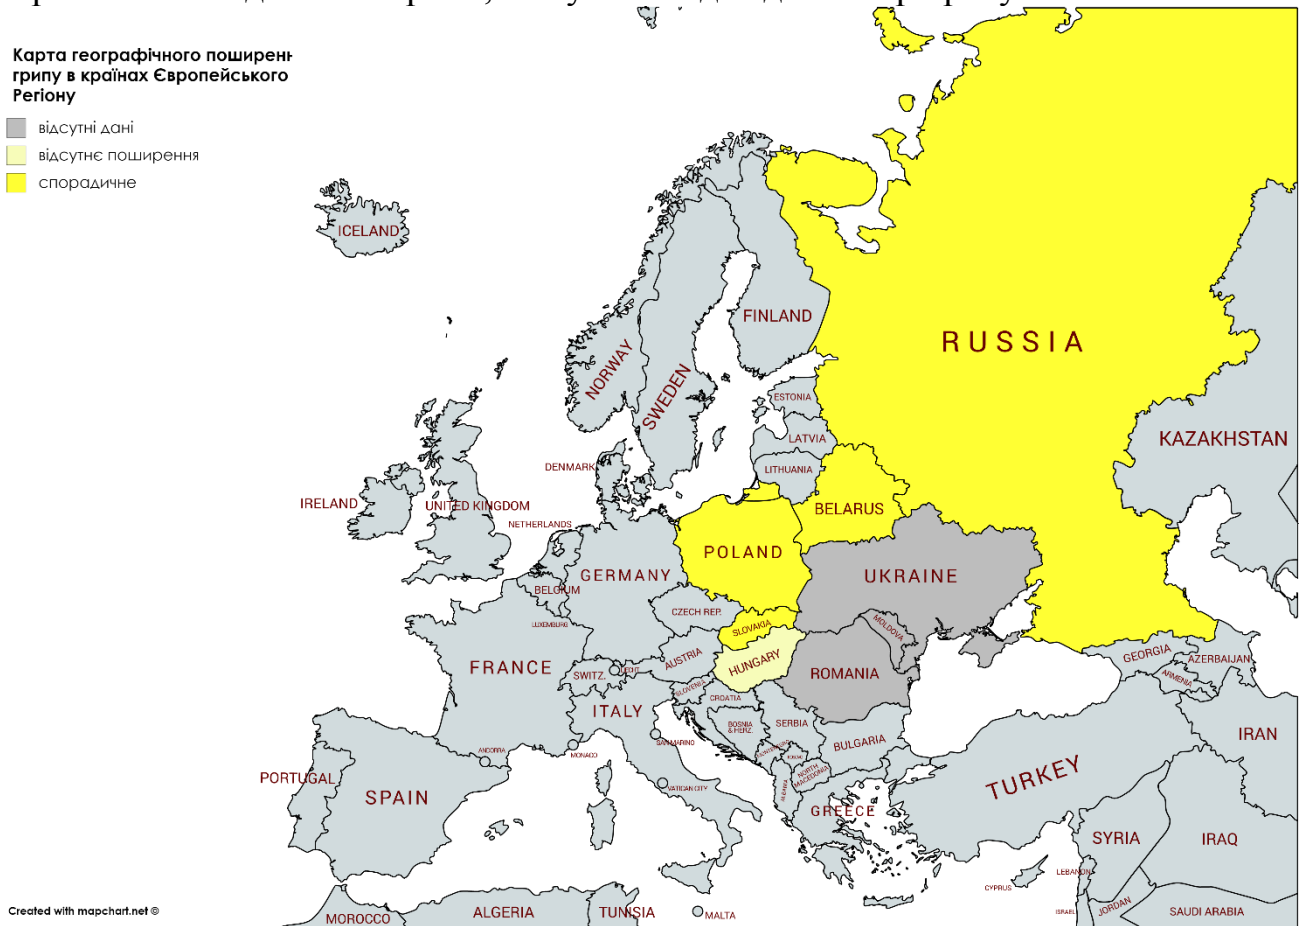 Карта географічного поширенн
грипу в країнах Європейського
Регіону
відсутні дані
відсутнє поширення
спорадичне
ICELAND
FINLAND
RUSSIA
NORWAY
SWEDEN
ESTONIA
LATVIA
LITHUANIA
KAZAKHSTAN
DENMARK
IRELAND
UNITED KINGDOM
NETHERLANDS
BELARUS
POLAND
GERMANY
UKRAINE
BELGIUM
CZECH REP.
LUXEMBURG
SLOVAKIA
MOLDOVA
FRANCE
SWITZ.
LICHT.
AUSTRIA
HUNGARY
ROMANIA
GEORGIA
AZERBAIJAN
ARMENIA
SLOVENIA
CROATIA
ITALY
BOSNIA
& HERZ.
SERBIA
BULGARIA
SAN MARINO
MONACO
ANDORRA
IRAN
PORTUGAL
SPAIN
VATICAN CITY
NORTH
MACEDONIA
ALBANIA
GREECE
TURKEY
SYRIA
IRAQ
CYPRUS
LEBANON
ISRAEL
JORDAN
SAUDI ARABIA
MOROCCO
ALGERIA
TUNISIA
MALTA
Created with mapchart.net ©